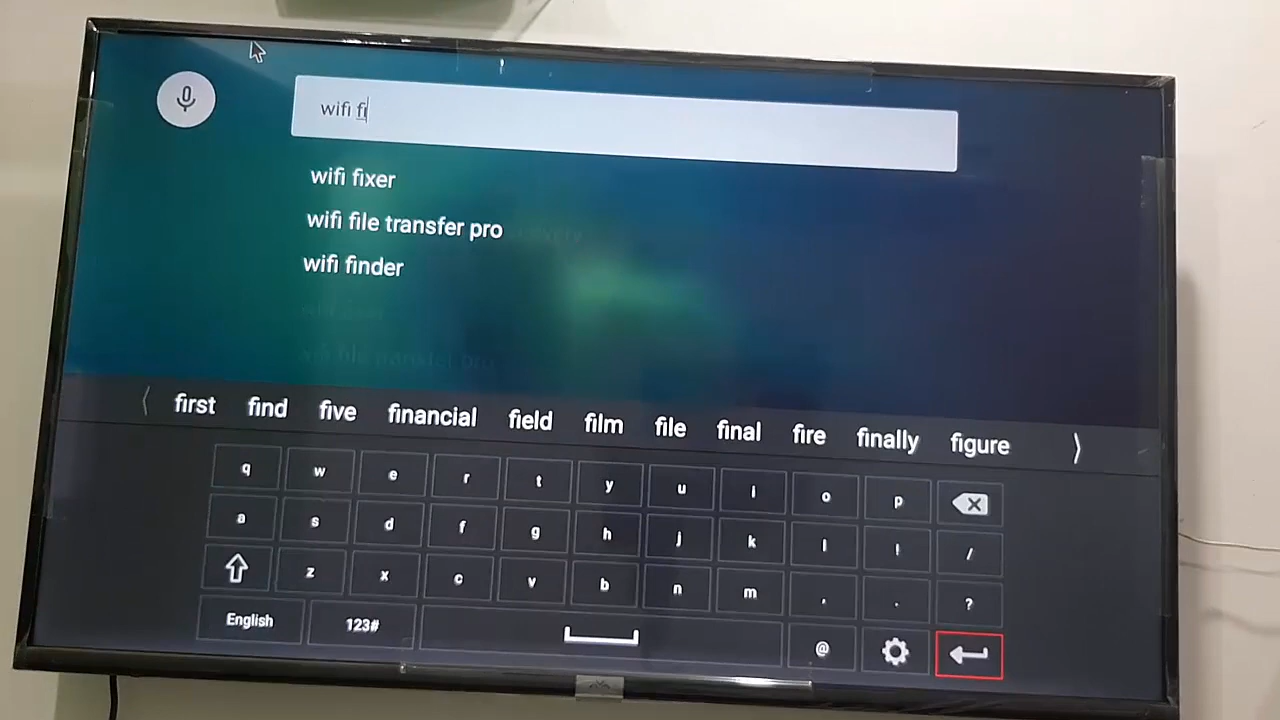 wifi fi
wifi fixer
wifi file transfer pro
wifi finder
first find five financial field film file final fire finally figure
q w e r t y u i o p
a s d f g h j k l ! /
z x c v b n m , . ?
English 123# @